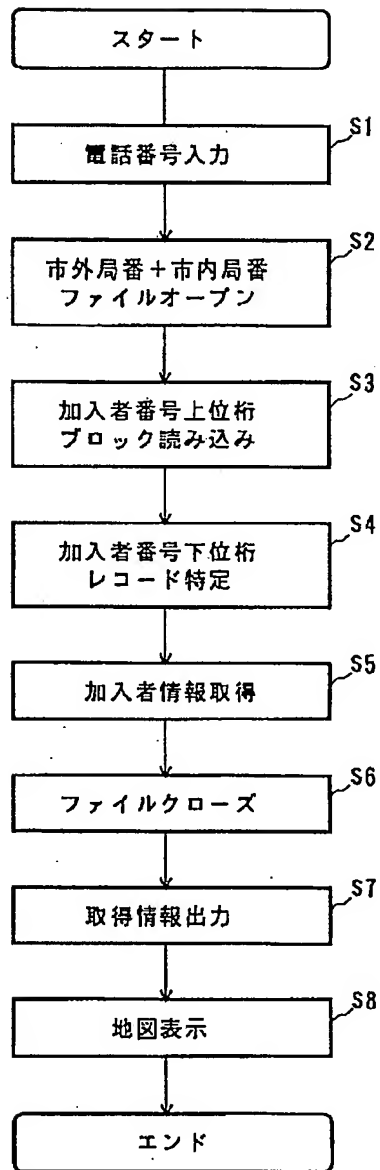 スタート
S1
電話番号入力
S2
市外局番＋市内局番
ファイルオープン
S3
加入者番号上位桁
ブロック読み込み
S4
加入者番号下位桁
レコード特定
S5
加入者情報取得
S6
ファイルクローズ
S7
取得情報出力
S8
地図表示
エンド